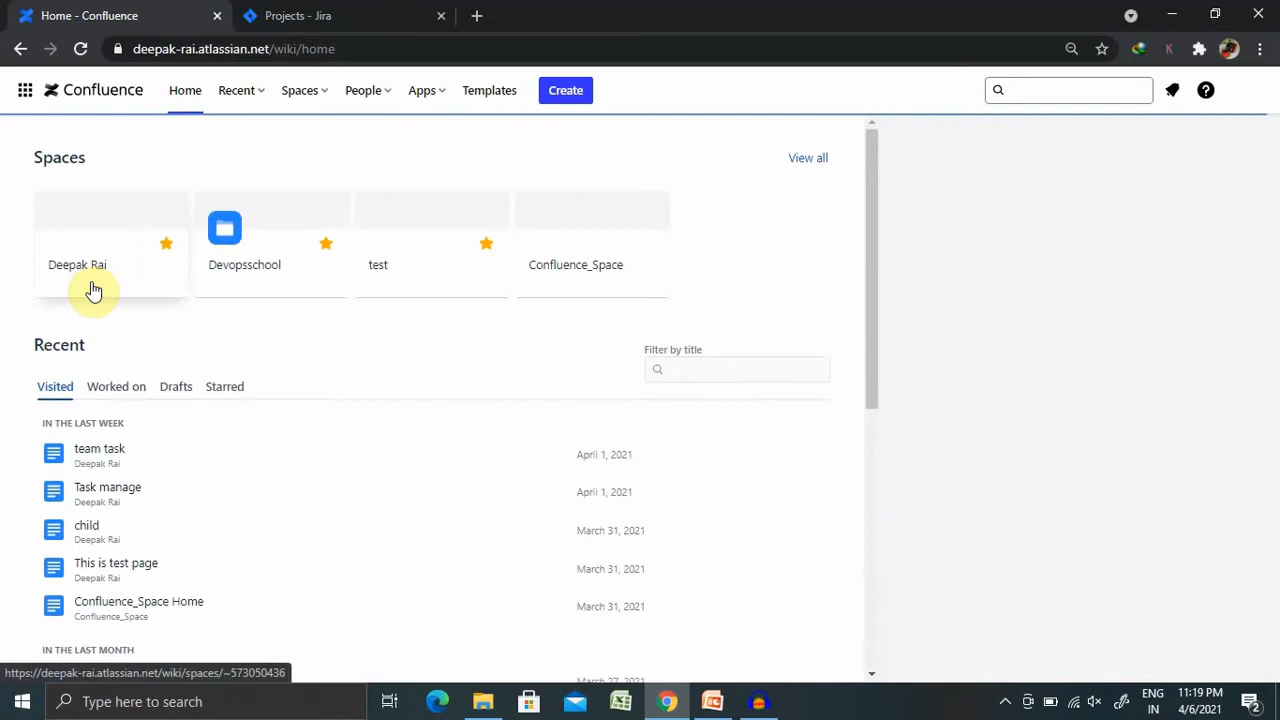 Home - Confluence
Projects - Jira
deepak-rai.atlassian.net/wiki/home
K
Confluence
Home
Recent
Spaces
People
Apps
Templates
Create
Spaces
View all
Deepak Rai
Devopsschool
test
Confluence_Space
Recent
Filter by title
Visited
Worked on
Drafts
Starred
IN THE LAST WEEK
team task
Deepak Rai
April 1, 2021
Task manage
Deepak Rai
April 1, 2021
child
Deepak Rai
March 31, 2021
This is test page
Deepak Rai
March 31, 2021
Confluence_Space Home
Confluence_Space
March 31, 2021
IN THE LAST MONTH
https://deepak-rai.atlassian.net/wiki/spaces/~573050436
Type here to search
ENG
IN
11:19 PM
4/6/2021
2